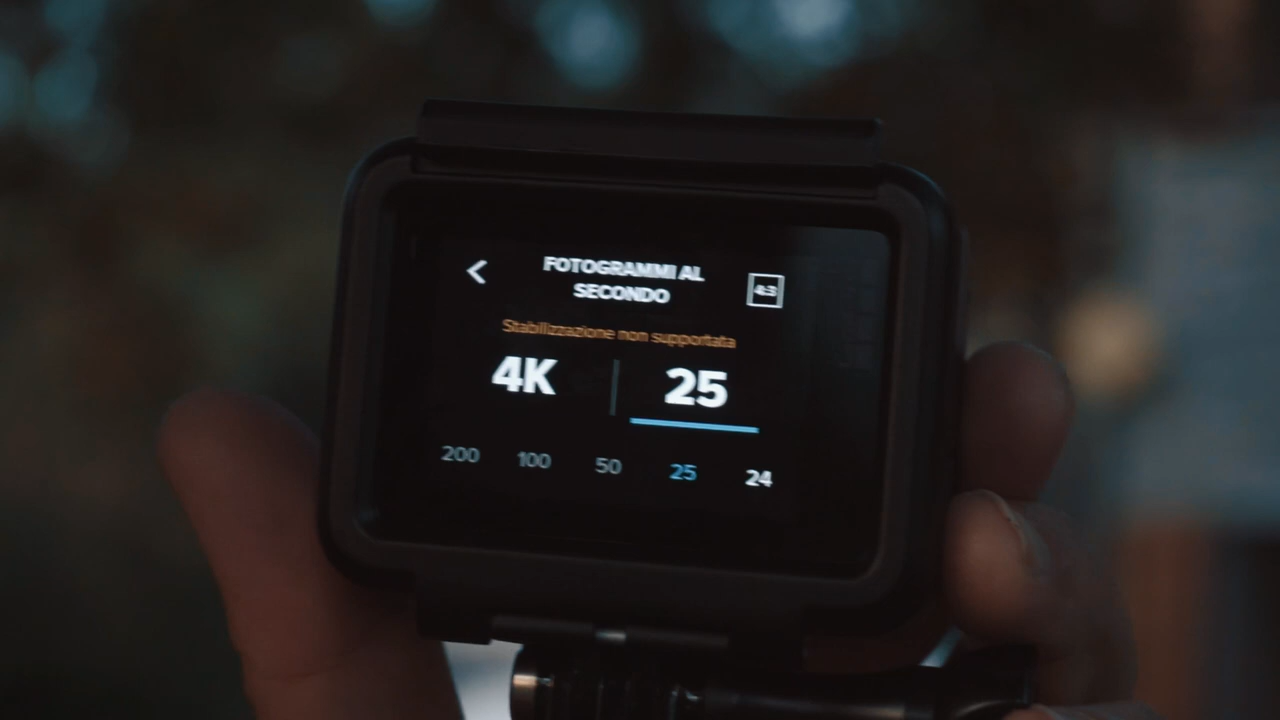 FOTOGRAMMI AL
SECONDO
4:3
Stabilizzazione non supportata
4K
25
200 100 50 25 24